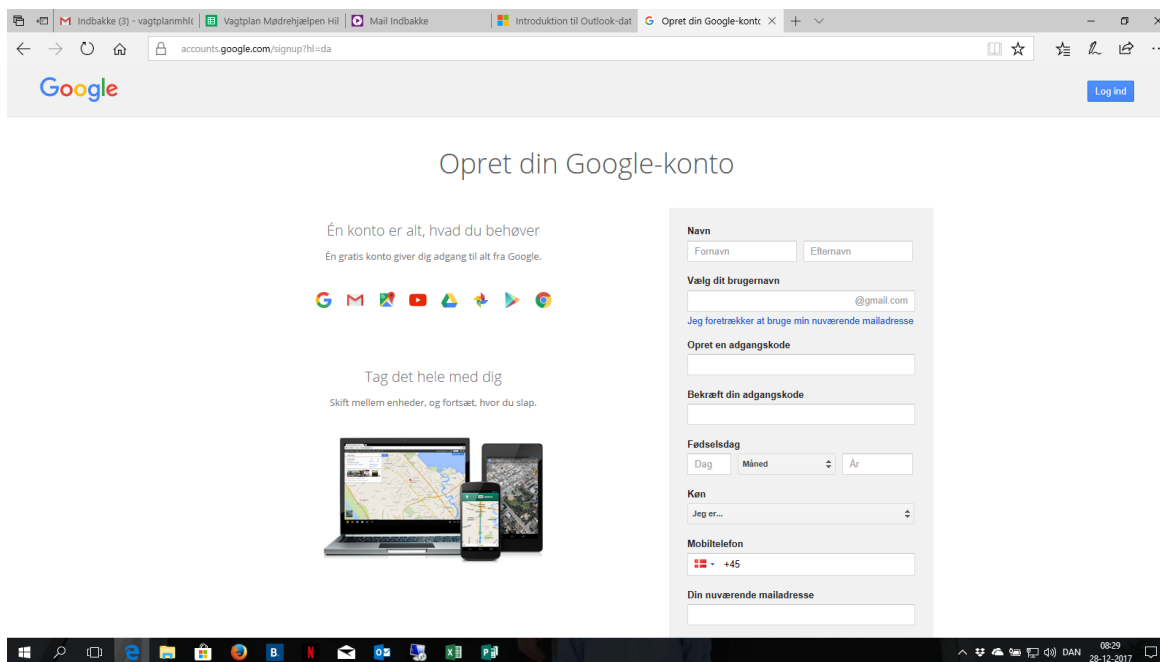 Indbakke (3) - vagtplanmhl(
Vagtplan Mødrehjælpen Hil
Mail Indbakke
Introduktion til Outlook-dat
Opret din Google-kontc
accounts.google.com/signup?hl=da
Google
Log ind
Opret din Google-konto
Én konto er alt, hvad du behøver
Én gratis konto giver dig adgang til alt fra Google.
Tag det hele med dig
Skift mellem enheder, og fortsæt, hvor du slap.
Navn
Fornavn Efternavn
Vælg dit brugernavn
@gmail.com
Jeg foretrækker at bruge min nuværende mailadresse
Opret en adgangskode
Bekræft din adgangskode
Fødselsdag
Dag Måned År
Køn
Jeg er...
Mobiltelefon
+45
Din nuværende mailadresse
DAN
08:29
28-12-2017